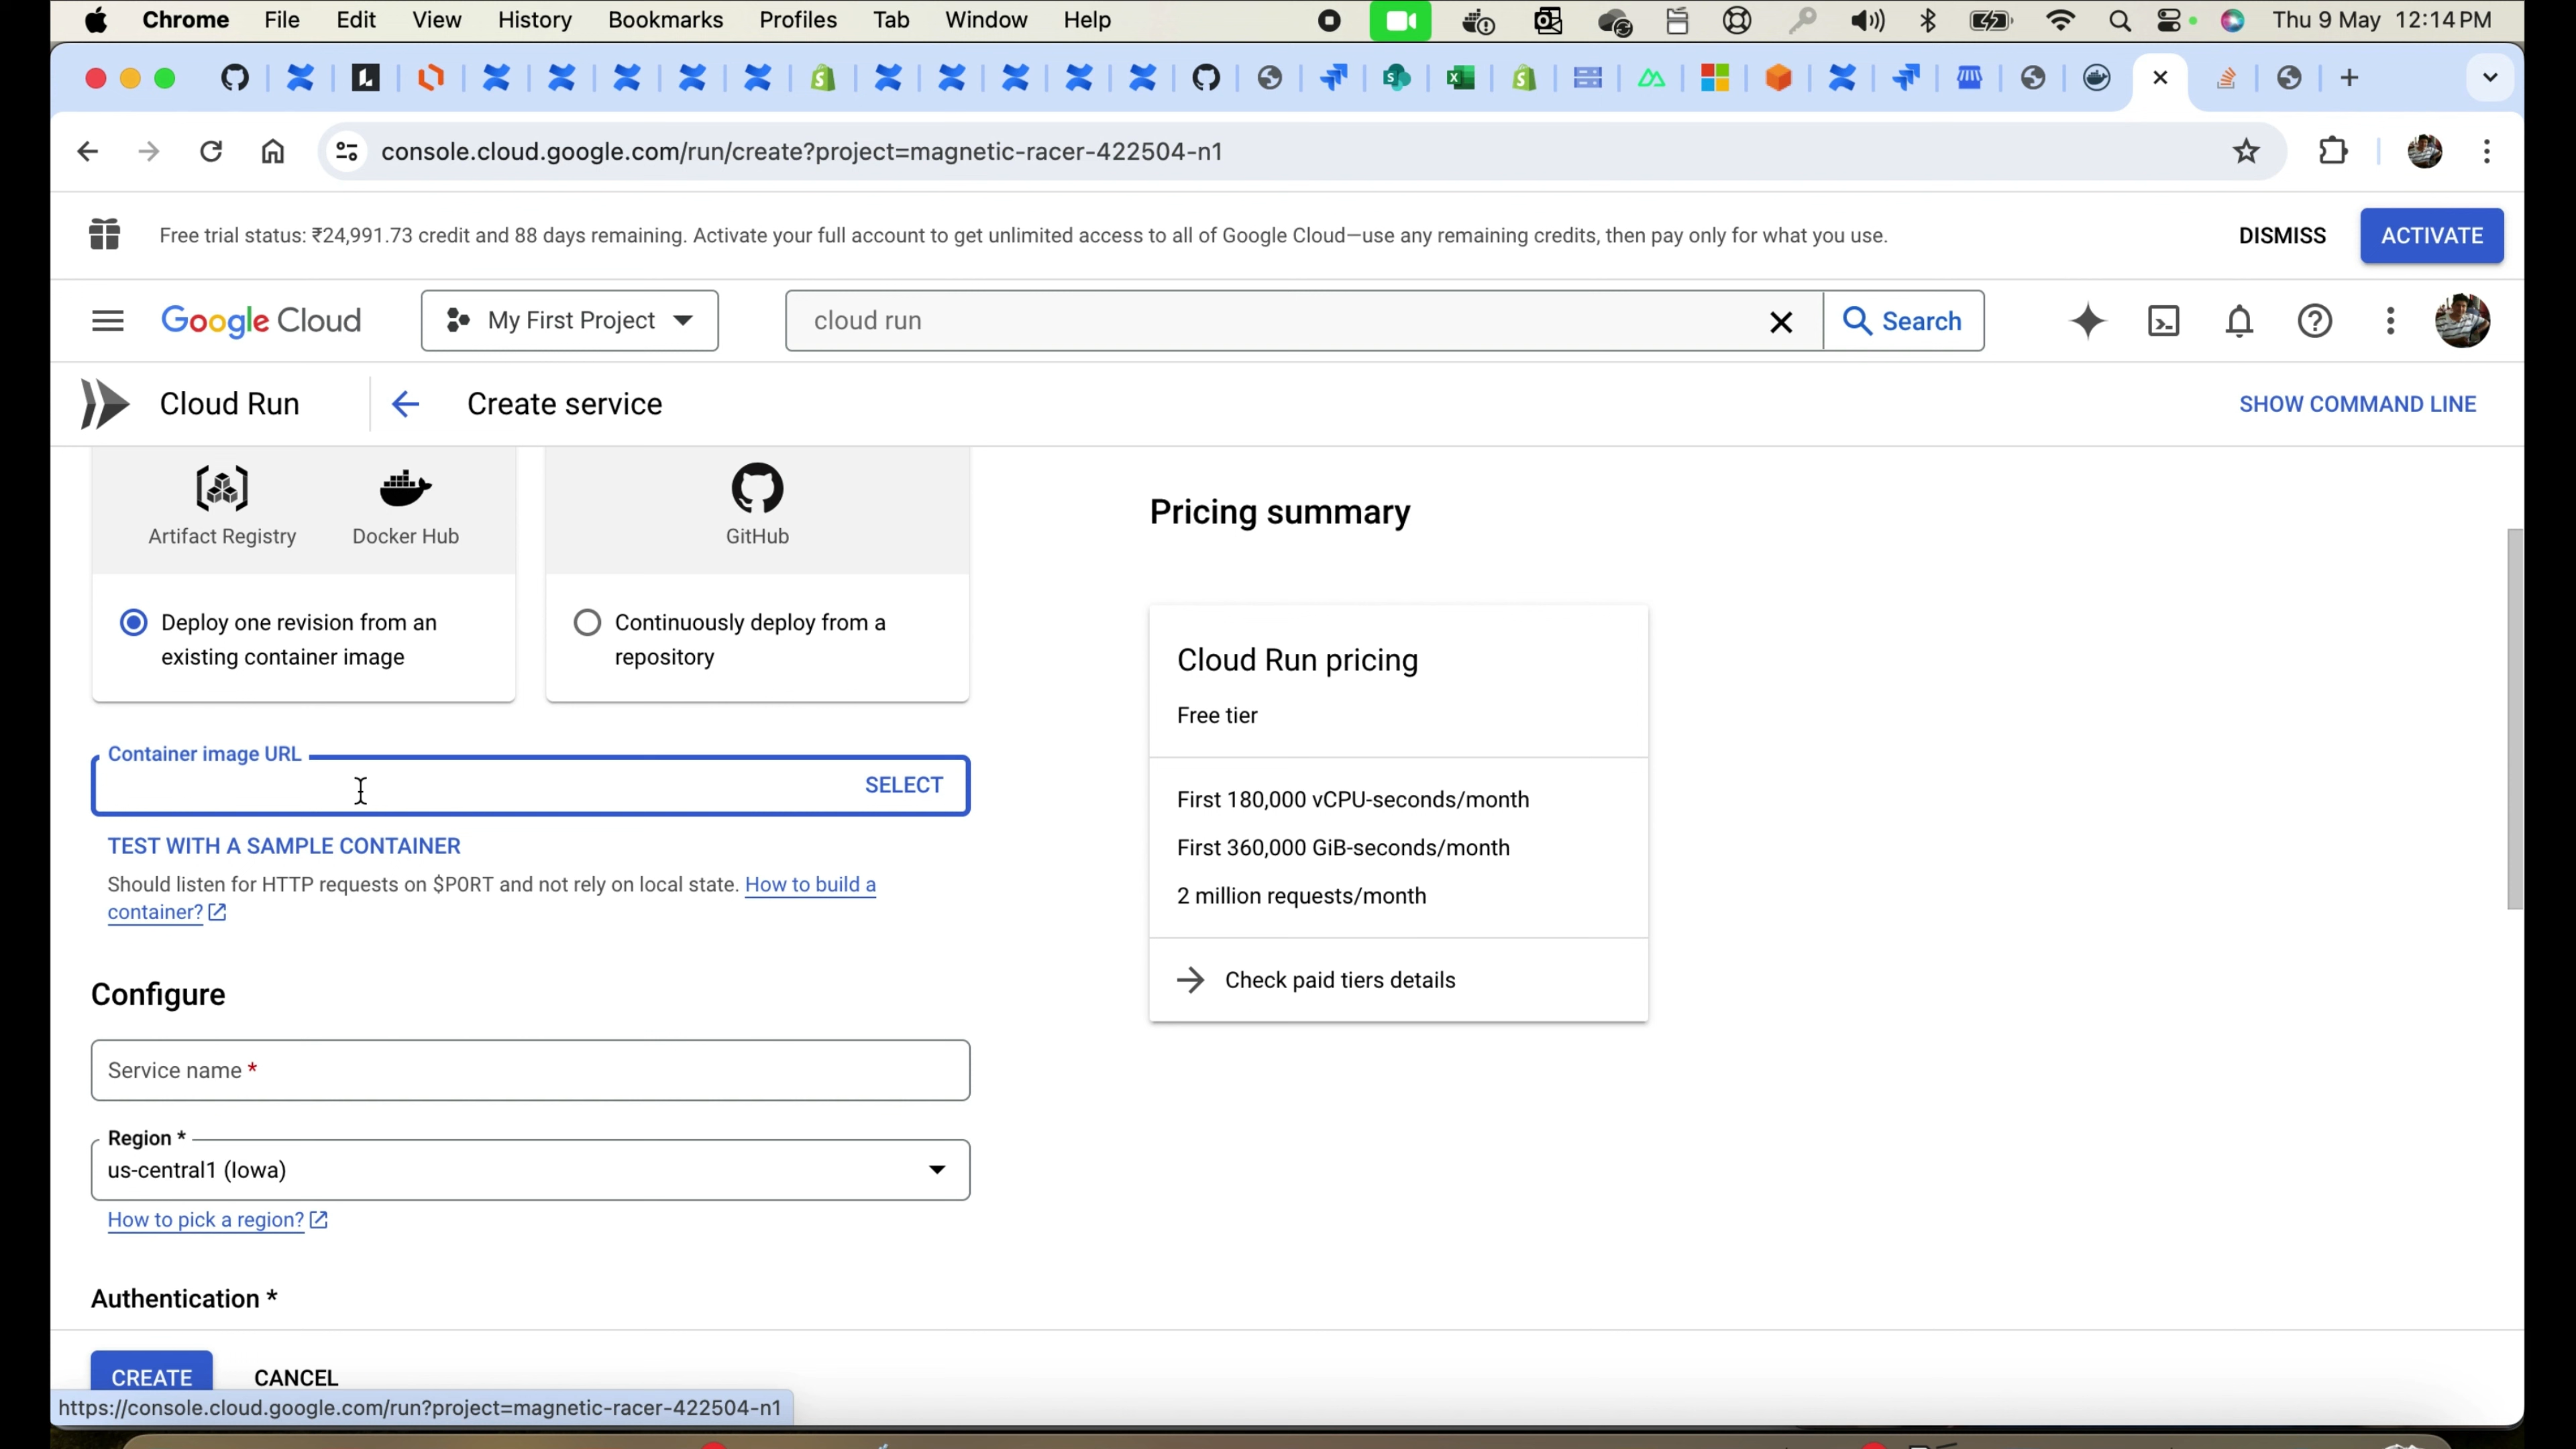 Chrome File Edit View History Bookmarks Profiles Tab Window Help Thu 9 May 12:14 PM
console.cloud.google.com/run/create?project=magnetic-racer-422504-n1
Free trial status: ₹24,991.73 credit and 88 days remaining. Activate your full account to get unlimited access to all of Google Cloud—use any remaining credits, then pay only for what you use.
DISMISS
ACTIVATE
Google Cloud
My First Project
cloud run
Search
Cloud Run
Create service
SHOW COMMAND LINE
Artifact Registry
Docker Hub
GitHub
Deploy one revision from an
existing container image
Continuously deploy from a
repository
Container image URL
SELECT
TEST WITH A SAMPLE CONTAINER
Should listen for HTTP requests on $PORT and not rely on local state. How to build a
container?
Configure
Service name *
Region *
us-central1 (Iowa)
How to pick a region?
Authentication *
CREATE
CANCEL
https://console.cloud.google.com/run?project=magnetic-racer-422504-n1
Pricing summary
Cloud Run pricing
Free tier
First 180,000 vCPU-seconds/month
First 360,000 GiB-seconds/month
2 million requests/month
Check paid tiers details